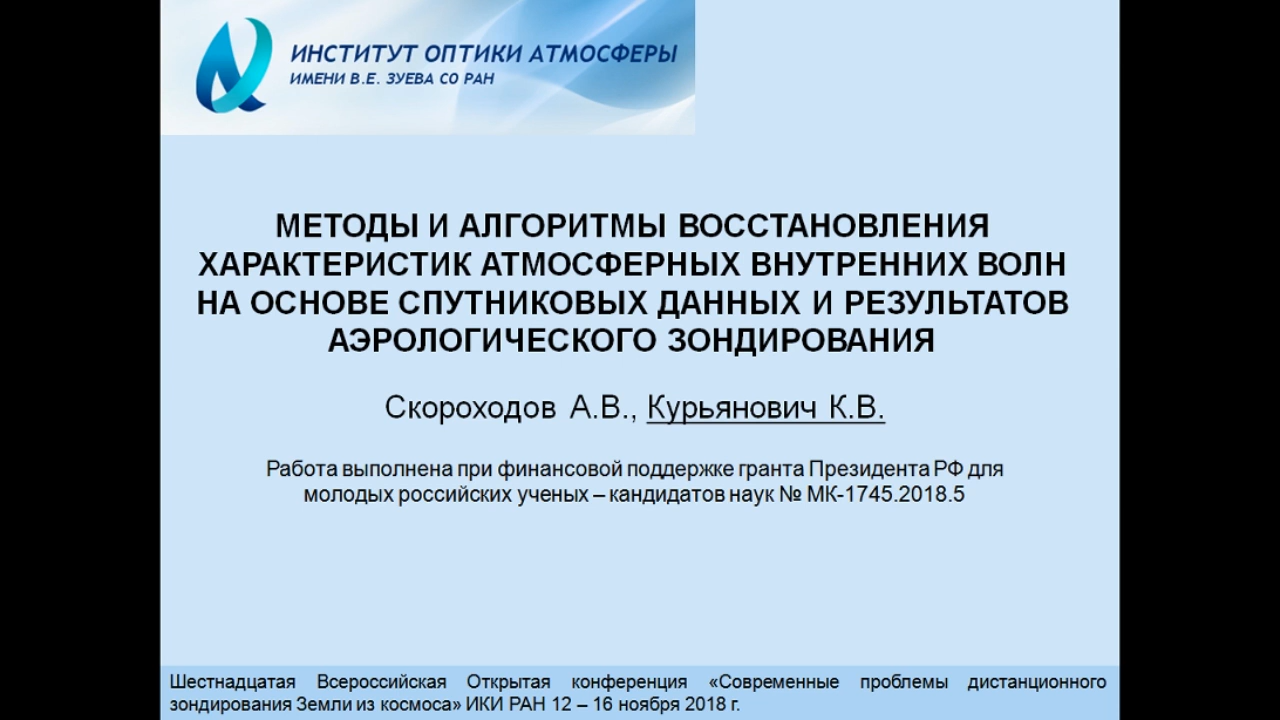 ИНСТИТУТ ОПТИКИ АТМОСФЕРЫ
ИМЕНИ В.Е. ЗУЕВА СО РАН
МЕТОДЫ И АЛГОРИТМЫ ВОССТАНОВЛЕНИЯ
ХАРАКТЕРИСТИК АТМОСФЕРНЫХ ВНУТРЕННИХ ВОЛН
НА ОСНОВЕ СПУТНИКОВЫХ ДАННЫХ И РЕЗУЛЬТАТОВ
АЭРОЛОГИЧЕСКОГО ЗОНДИРОВАНИЯ
Скороходов А.В., Курьянович К.В.
Работа выполнена при финансовой поддержке гранта Президента РФ для
молодых российских ученых – кандидатов наук № МК-1745.2018.5
Шестнадцатая Всероссийская Открытая конференция «Современные проблемы дистанционного
зондирования Земли из космоса» ИКИ РАН 12 – 16 ноября 2018 г.